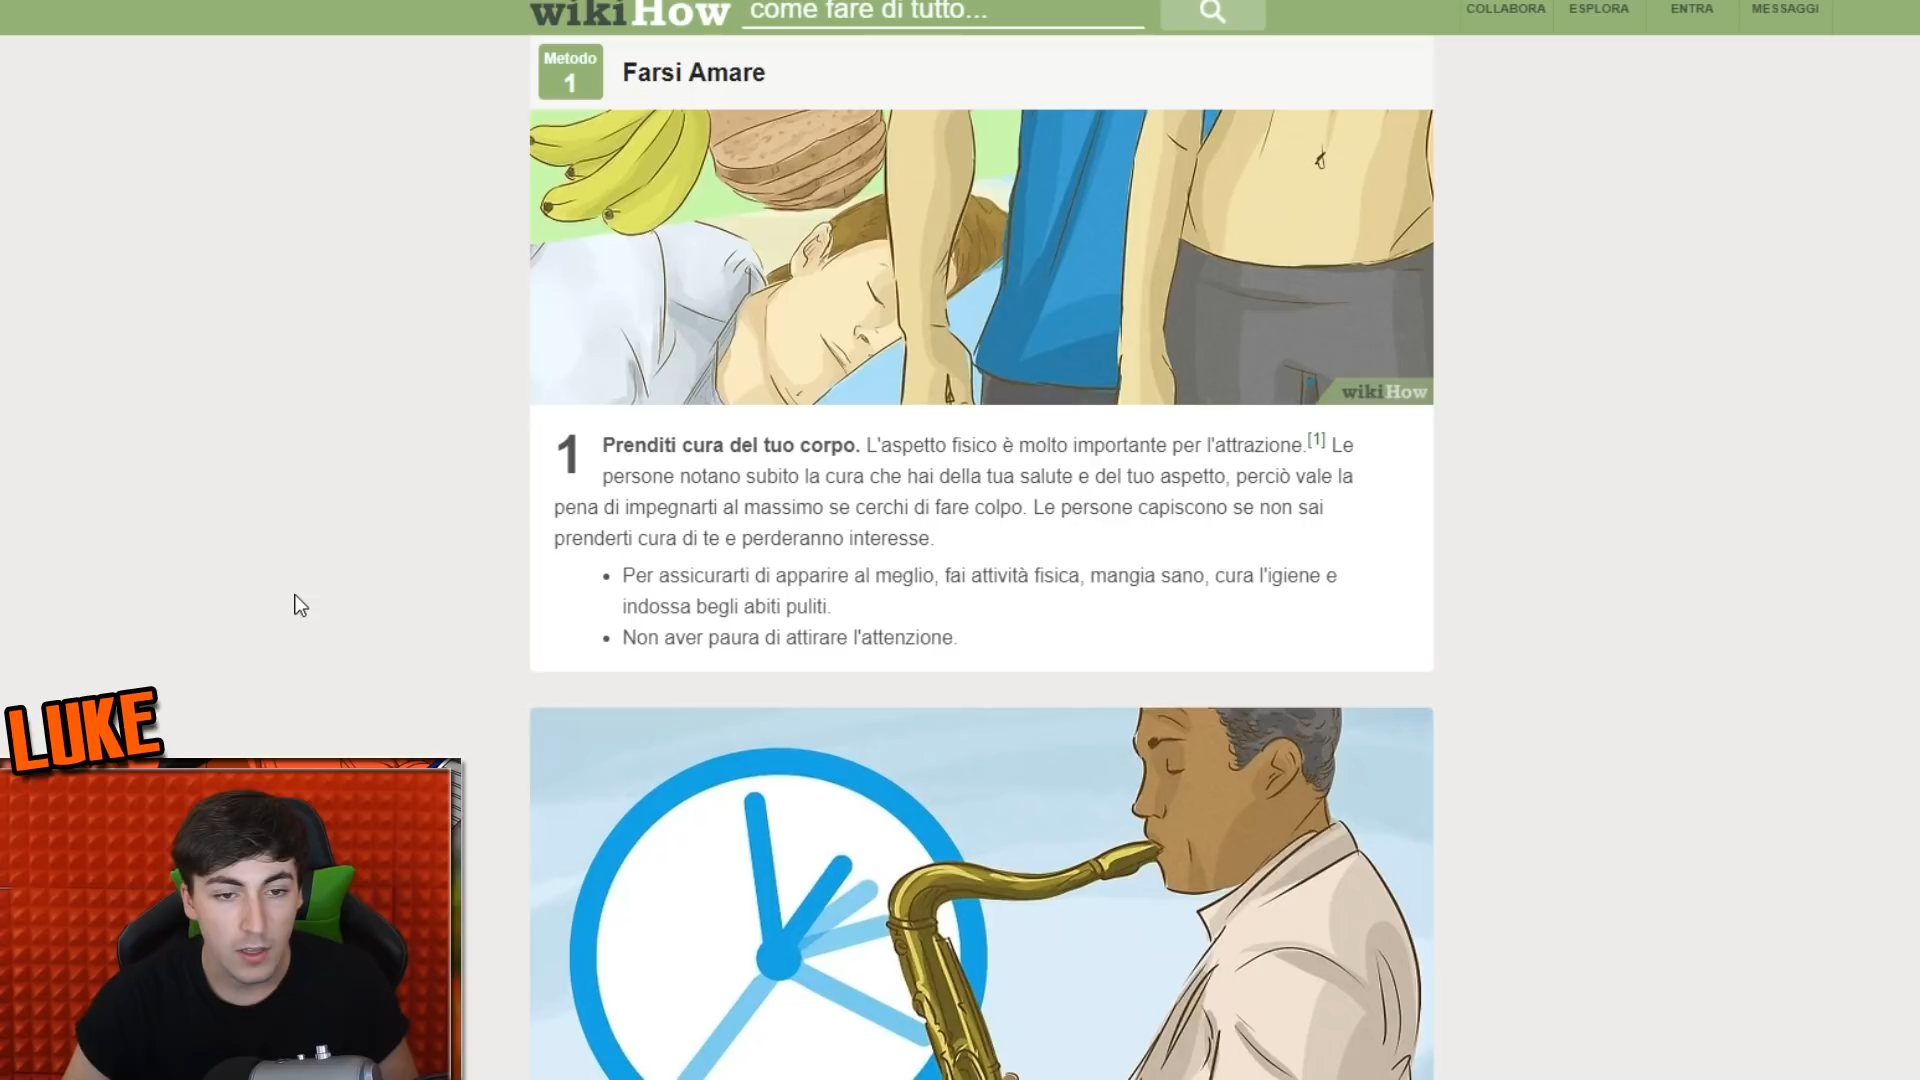 wikiHow
come fare di tutto...
COLLABORA
ESPLORA
ENTRA
MESSAGGI
Metodo
1
Farsi Amare
wikiHow
1
Prenditi cura del tuo corpo. L'aspetto fisico è molto importante per l'attrazione.[1] Le
persone notano subito la cura che hai della tua salute e del tuo aspetto, perciò vale la
pena di impegnarti al massimo se cerchi di fare colpo. Le persone capiscono se non sai
prenderti cura di te e perderanno interesse.
• Per assicurarti di apparire al meglio, fai attività fisica, mangia sano, cura l'igiene e
indossa begli abiti puliti.
• Non aver paura di attirare l'attenzione.
LUKE